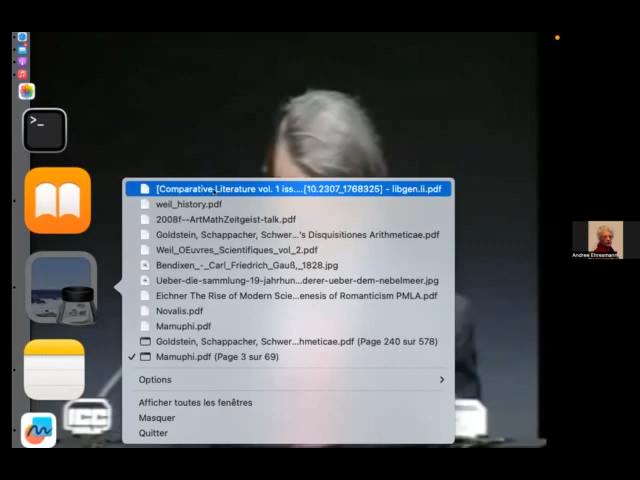 >_
[Comparative Literature vol. 1 iss....[10.2307_1768325] - libgen.li.pdf
weil_history.pdf
2008f--ArtMathZeitgeist-talk.pdf
Goldstein, Schappacher, Schwer...'s Disquisitiones Arithmeticae.pdf
Weil_OEuvres_Scientifiques_vol_2.pdf
Bendixen_-_Carl_Friedrich_Gauß,_1828.jpg
Ueber-die-sammlung-19-jahrhun...derer-ueber-dem-nebelmeer.jpg
Eichner The Rise of Modern Scie...enesis of Romanticism PMLA.pdf
Novalis.pdf
Mamuphi.pdf
Goldstein, Schappacher, Schwer...hmeticae.pdf (Page 240 sur 578)
✓ Mamuphi.pdf (Page 3 sur 69)
Options
Afficher toutes les fenêtres
Masquer
Quitter
ICC
Andree Ehresmann